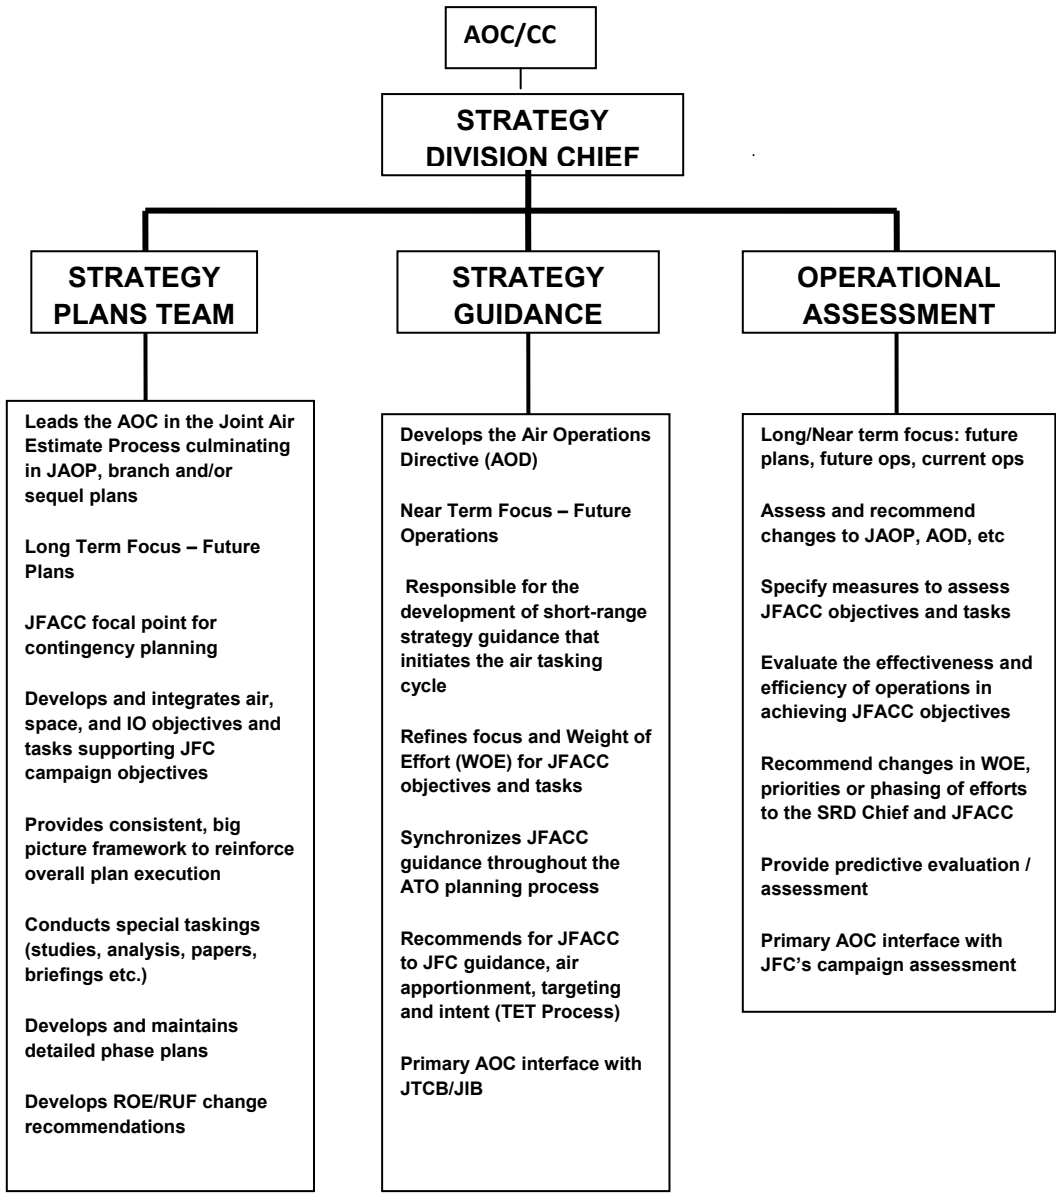 AOC/CC
STRATEGY
DIVISION CHIEF
STRATEGY
PLANS TEAM
Leads the AOC in the Joint Air
Estimate Process culminating
in JAOP, branch and/or
sequel plans
Long Term Focus – Future
Plans
JFACC focal point for
contingency planning
Develops and integrates air,
space, and IO objectives and
tasks supporting JFC
campaign objectives
Provides consistent, big
picture framework to reinforce
overall plan execution
Conducts special taskings
(studies, analysis, papers,
briefings etc.)
Develops and maintains
detailed phase plans
Develops ROE/RUF change
recommendations
STRATEGY
GUIDANCE
Develops the Air Operations
Directive (AOD)
Near Term Focus – Future
Operations
Responsible for the
development of short-range
strategy guidance that
initiates the air tasking
cycle
Refines focus and Weight of
Effort (WOE) for JFACC
objectives and tasks
Synchronizes JFACC
guidance throughout the
ATO planning process
Recommends for JFACC
to JFC guidance, air
apportionment, targeting
and intent (TET Process)
Primary AOC interface with
JTCB/JIB
OPERATIONAL
ASSESSMENT
Long/Near term focus: future
plans, future ops, current ops
Assess and recommend
changes to JAOP, AOD, etc
Specify measures to assess
JFACC objectives and tasks
Evaluate the effectiveness and
efficiency of operations in
achieving JFACC objectives
Recommend changes in WOE,
priorities or phasing of efforts
to the SRD Chief and JFACC
Provide predictive evaluation /
assessment
Primary AOC interface with
JFC’s campaign assessment